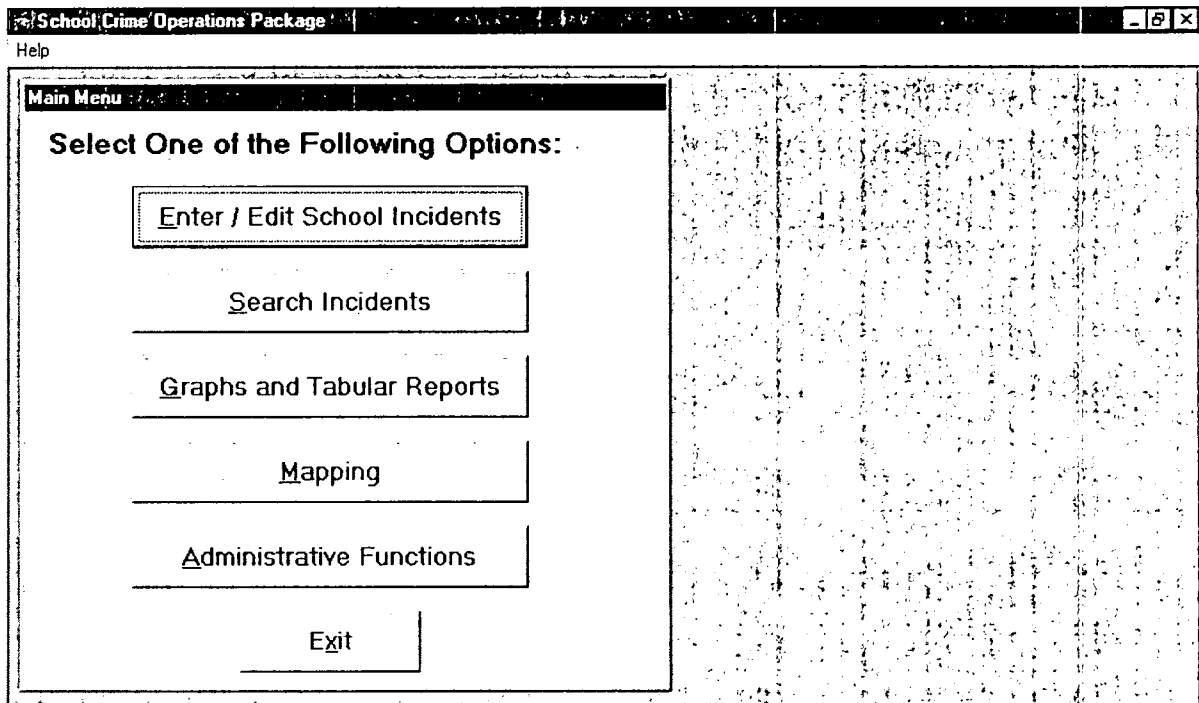 School Crime Operations Package
Help
Main Menu
Select One of the Following Options:
Enter / Edit School Incidents
Search Incidents
Graphs and Tabular Reports
Mapping
Administrative Functions
Exit